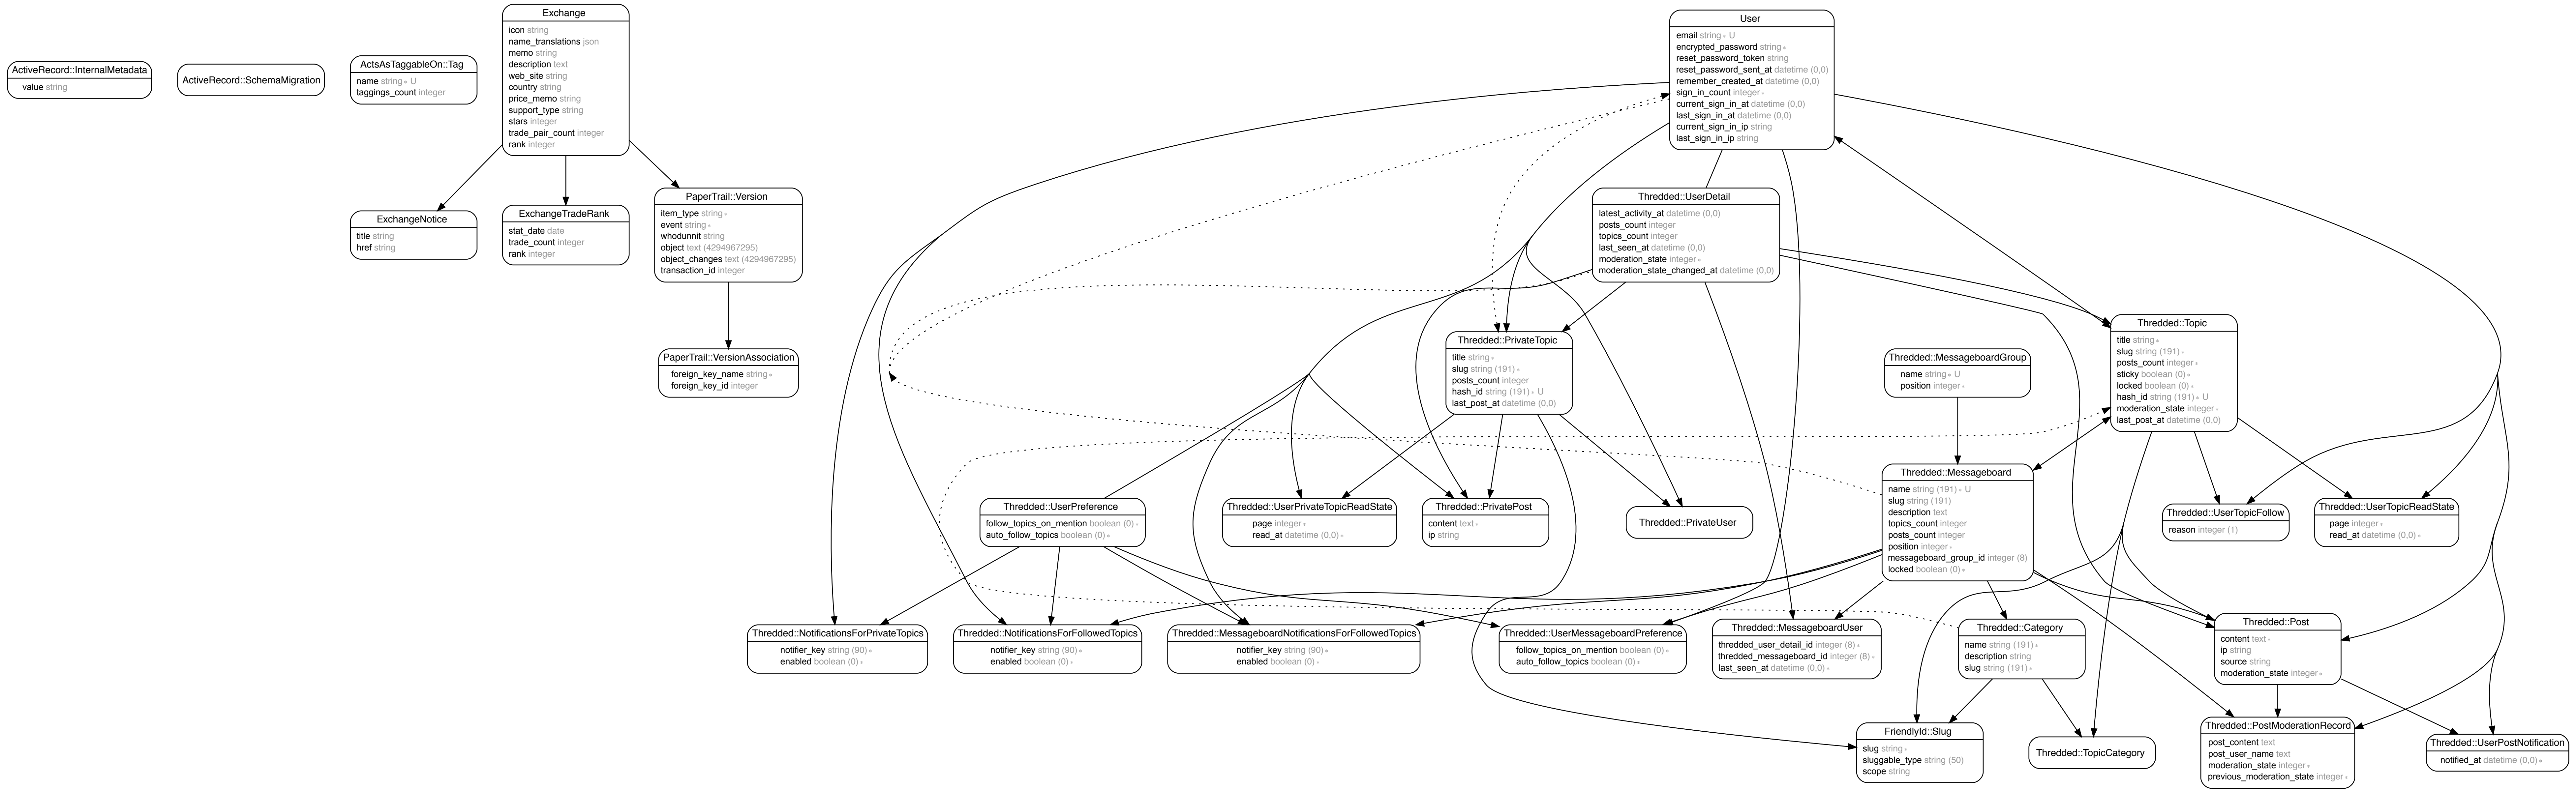 ActiveRecord::InternalMetadata
value string
ActiveRecord::SchemaMigration
ActsAsTaggableOn::Tag
name string ∗ U
taggings_count integer
Exchange
icon string
name_translations json
memo string
description text
web_site string
country string
price_memo string
support_type string
stars integer
trade_pair_count integer
rank integer
ExchangeNotice
title string
href string
ExchangeTradeRank
stat_date date
trade_count integer
rank integer
PaperTrail::Version
item_type string ∗
event string ∗
whodunnit string
object text (4294967295)
object_changes text (4294967295)
transaction_id integer
PaperTrail::VersionAssociation
foreign_key_name string ∗
foreign_key_id integer
User
email string ∗ U
encrypted_password string ∗
reset_password_token string
reset_password_sent_at datetime (0,0)
remember_created_at datetime (0,0)
sign_in_count integer ∗
current_sign_in_at datetime (0,0)
last_sign_in_at datetime (0,0)
current_sign_in_ip string
last_sign_in_ip string
Thredded::UserDetail
latest_activity_at datetime (0,0)
posts_count integer
topics_count integer
last_seen_at datetime (0,0)
moderation_state integer ∗
moderation_state_changed_at datetime (0,0)
Thredded::PrivateTopic
title string ∗
slug string (191) ∗
posts_count integer
hash_id string (191) ∗ U
last_post_at datetime (0,0)
Thredded::MessageboardGroup
name string ∗ U
position integer ∗
Thredded::Topic
title string ∗
slug string (191) ∗
posts_count integer ∗
sticky boolean (0) ∗
locked boolean (0) ∗
hash_id string (191) ∗ U
moderation_state integer ∗
last_post_at datetime (0,0)
Thredded::Messageboard
name string (191) ∗ U
slug string (191)
description text
topics_count integer
posts_count integer
position integer ∗
messageboard_group_id integer (8)
locked boolean (0) ∗
Thredded::UserPreference
follow_topics_on_mention boolean (0) ∗
auto_follow_topics boolean (0) ∗
Thredded::UserPrivateTopicReadState
page integer ∗
read_at datetime (0,0) ∗
Thredded::PrivatePost
content text ∗
ip string
Thredded::PrivateUser
Thredded::UserTopicFollow
reason integer (1)
Thredded::UserTopicReadState
page integer ∗
read_at datetime (0,0) ∗
Thredded::NotificationsForPrivateTopics
notifier_key string (90) ∗
enabled boolean (0) ∗
Thredded::NotificationsForFollowedTopics
notifier_key string (90) ∗
enabled boolean (0) ∗
Thredded::MessageboardNotificationsForFollowedTopics
notifier_key string (90) ∗
enabled boolean (0) ∗
Thredded::UserMessageboardPreference
follow_topics_on_mention boolean (0) ∗
auto_follow_topics boolean (0) ∗
Thredded::MessageboardUser
thredded_user_detail_id integer (8) ∗
thredded_messageboard_id integer (8) ∗
last_seen_at datetime (0,0) ∗
Thredded::Category
name string (191) ∗
description string
slug string (191) ∗
Thredded::Post
content text ∗
ip string
source string
moderation_state integer ∗
FriendlyId::Slug
slug string ∗
sluggable_type string (50)
scope string
Thredded::TopicCategory
Thredded::PostModerationRecord
post_content text
post_user_name text
moderation_state integer ∗
previous_moderation_state integer ∗
Thredded::UserPostNotification
notified_at datetime (0,0) ∗